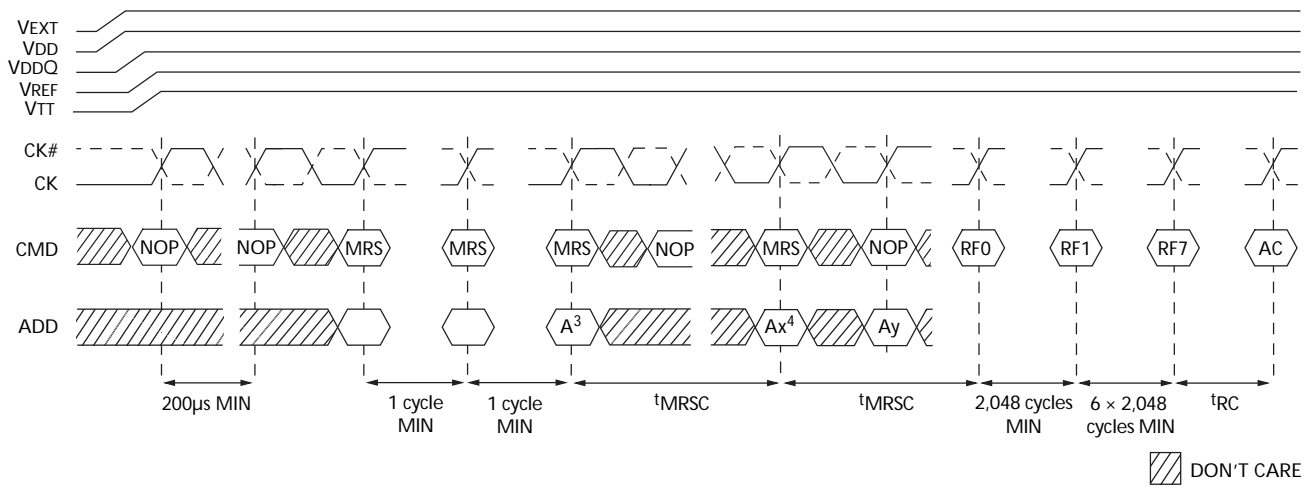 VEXT
VDD
VDDQ
VREF
VTT
CK#
CK
CMD NOP NOP MRS MRS MRS NOP MRS NOP RF0 RF1 RF7 AC
ADD A³ Ax⁴ Ay
200µs MIN
1 cycle
MIN
1 cycle
MIN
ᵗMRSC
ᵗMRSC
2,048 cycles
MIN
6 × 2,048
cycles MIN
ᵗRC
DON'T CARE